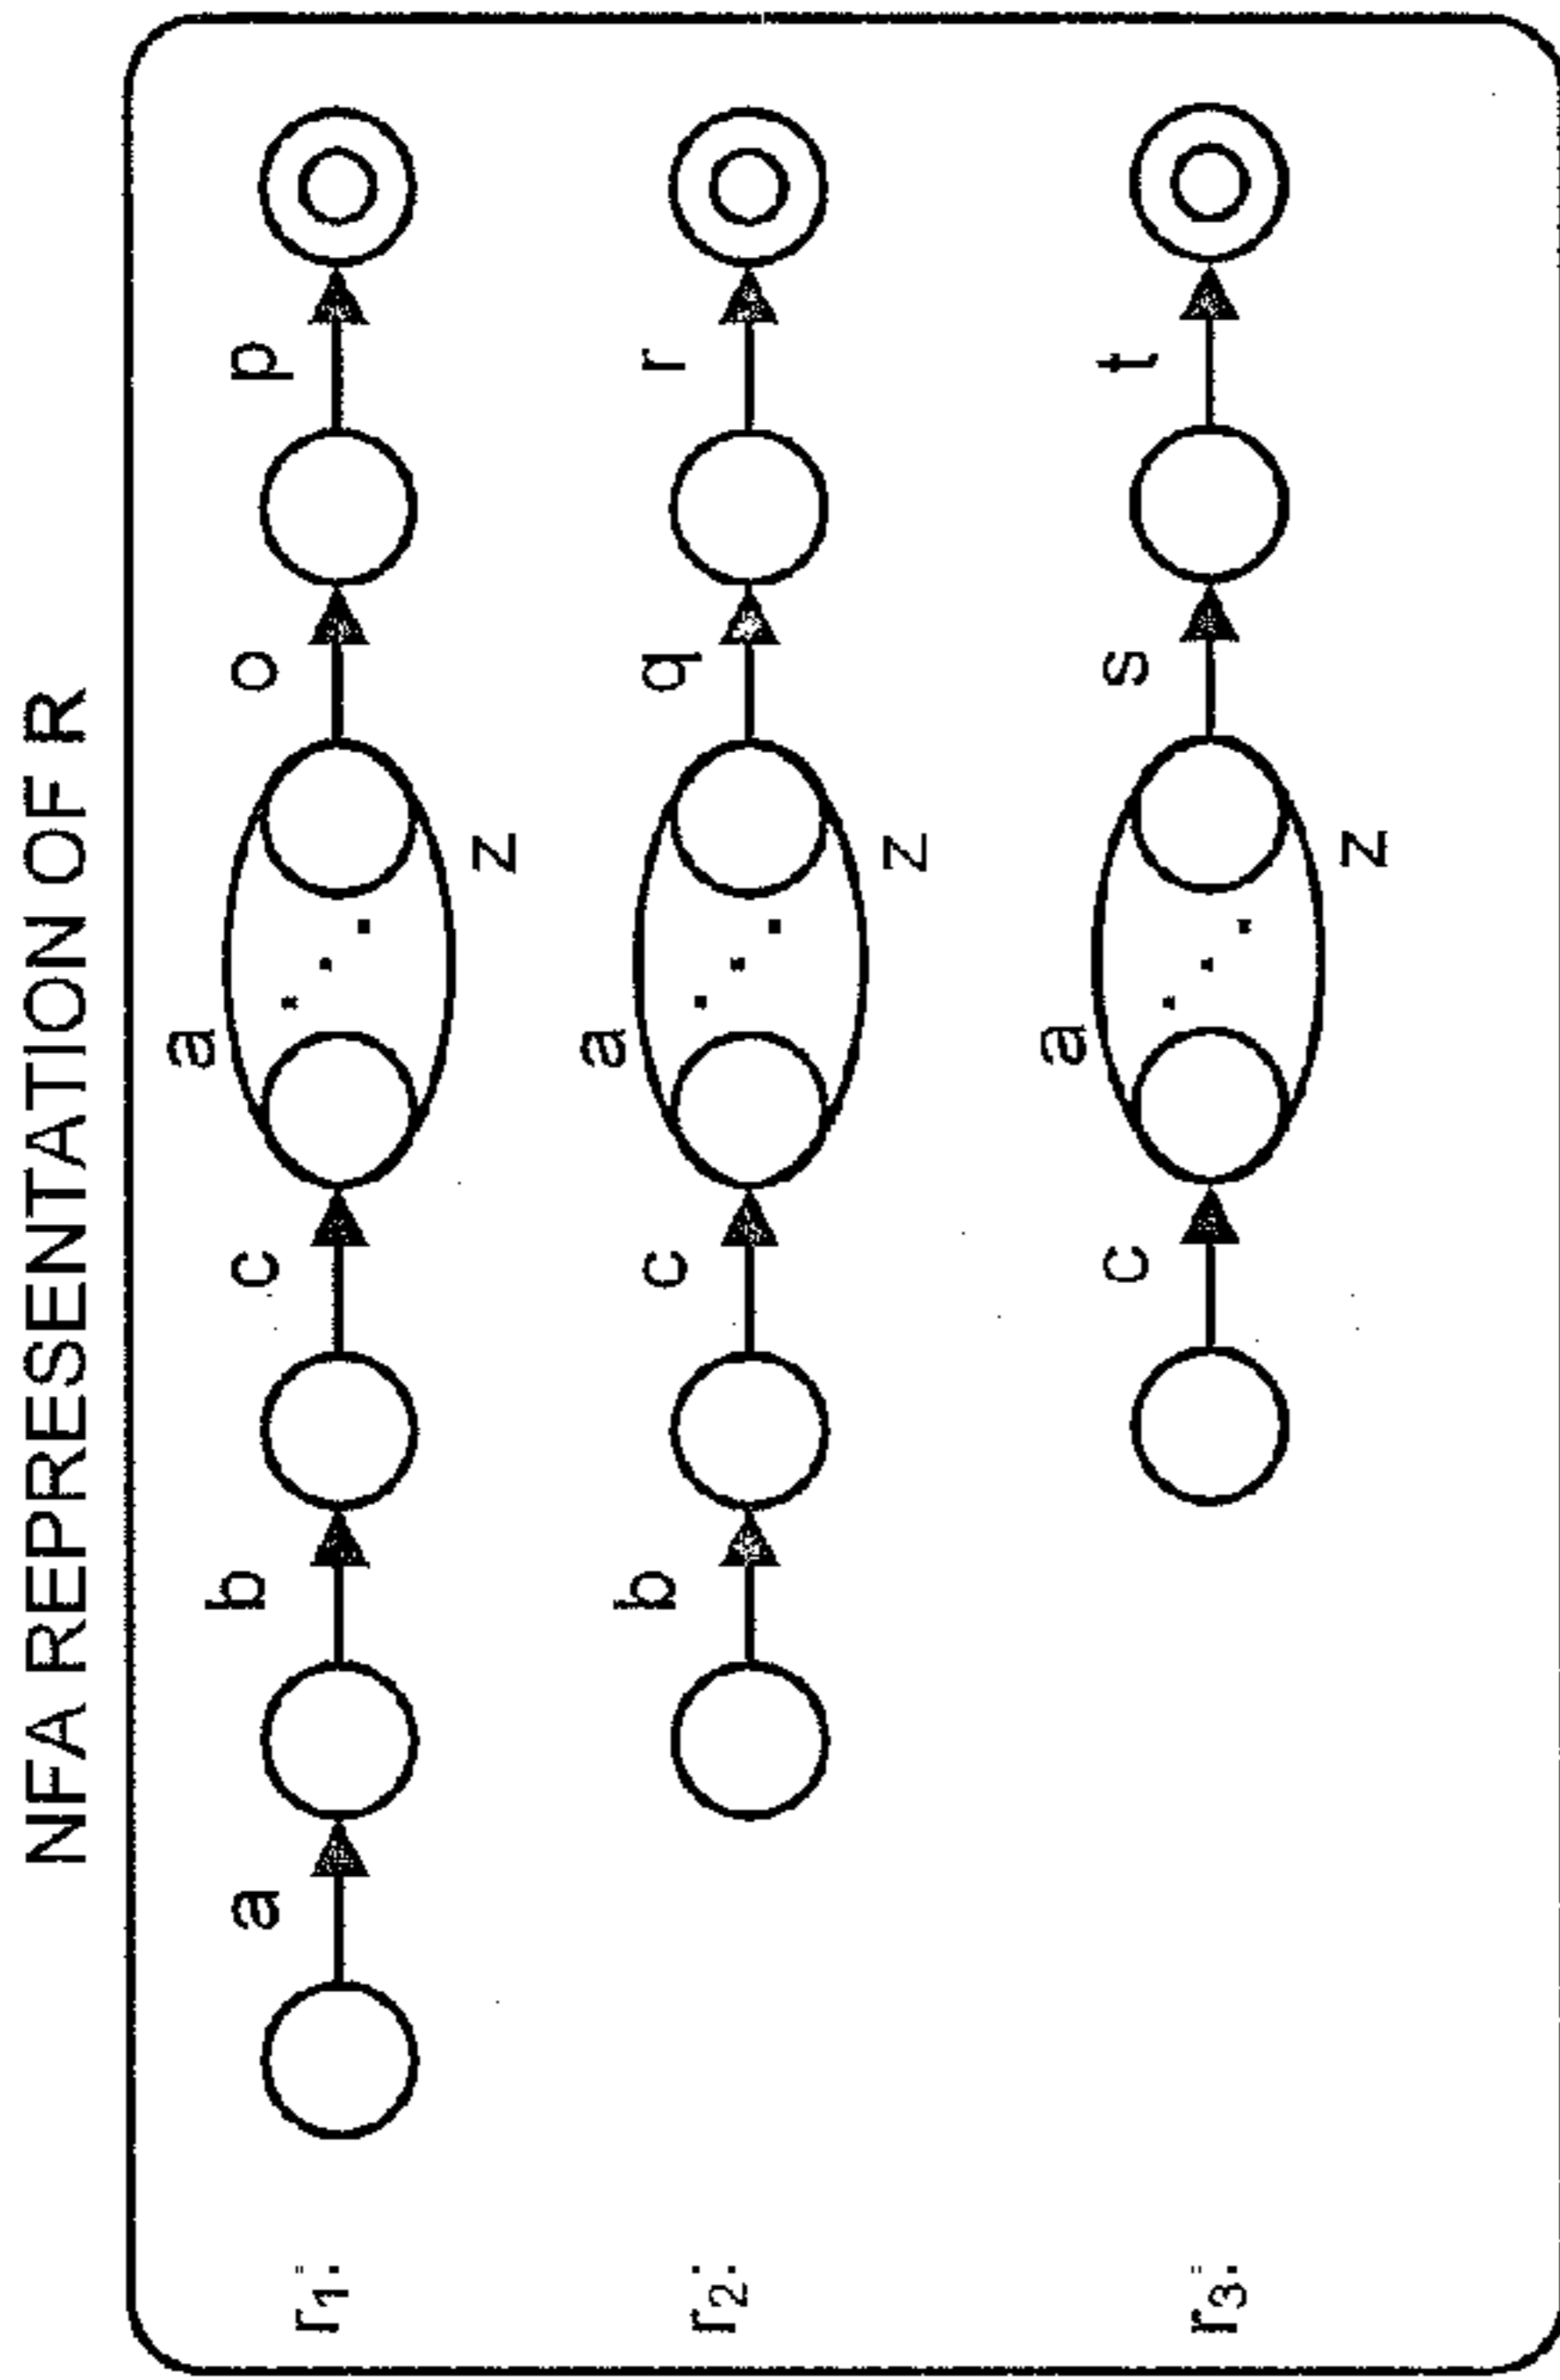 NFA REPRESENTATION OF R
r1: a b c a z o p
r2: b c a z q r
r3: c a z s t